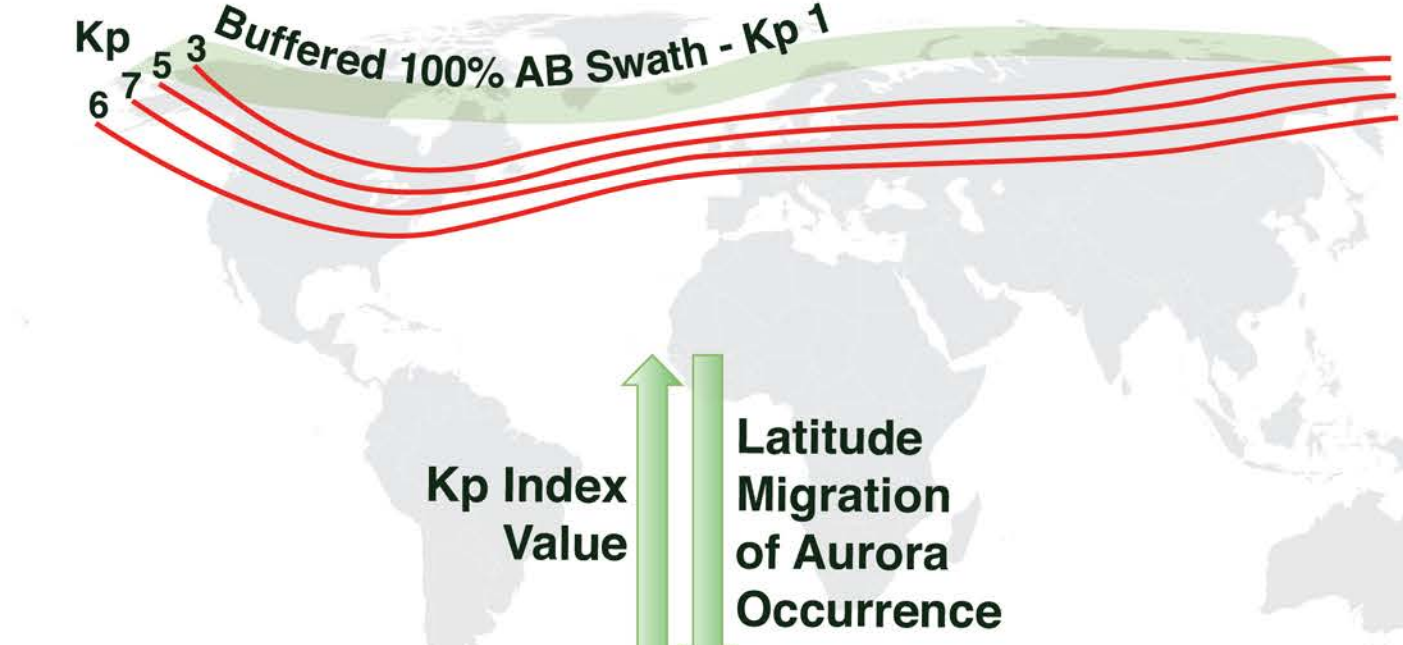 Kp
6
7
5
3
Buffered 100% AB Swath - Kp 1
Kp Index
Value
Latitude
Migration
of Aurora
Occurrence